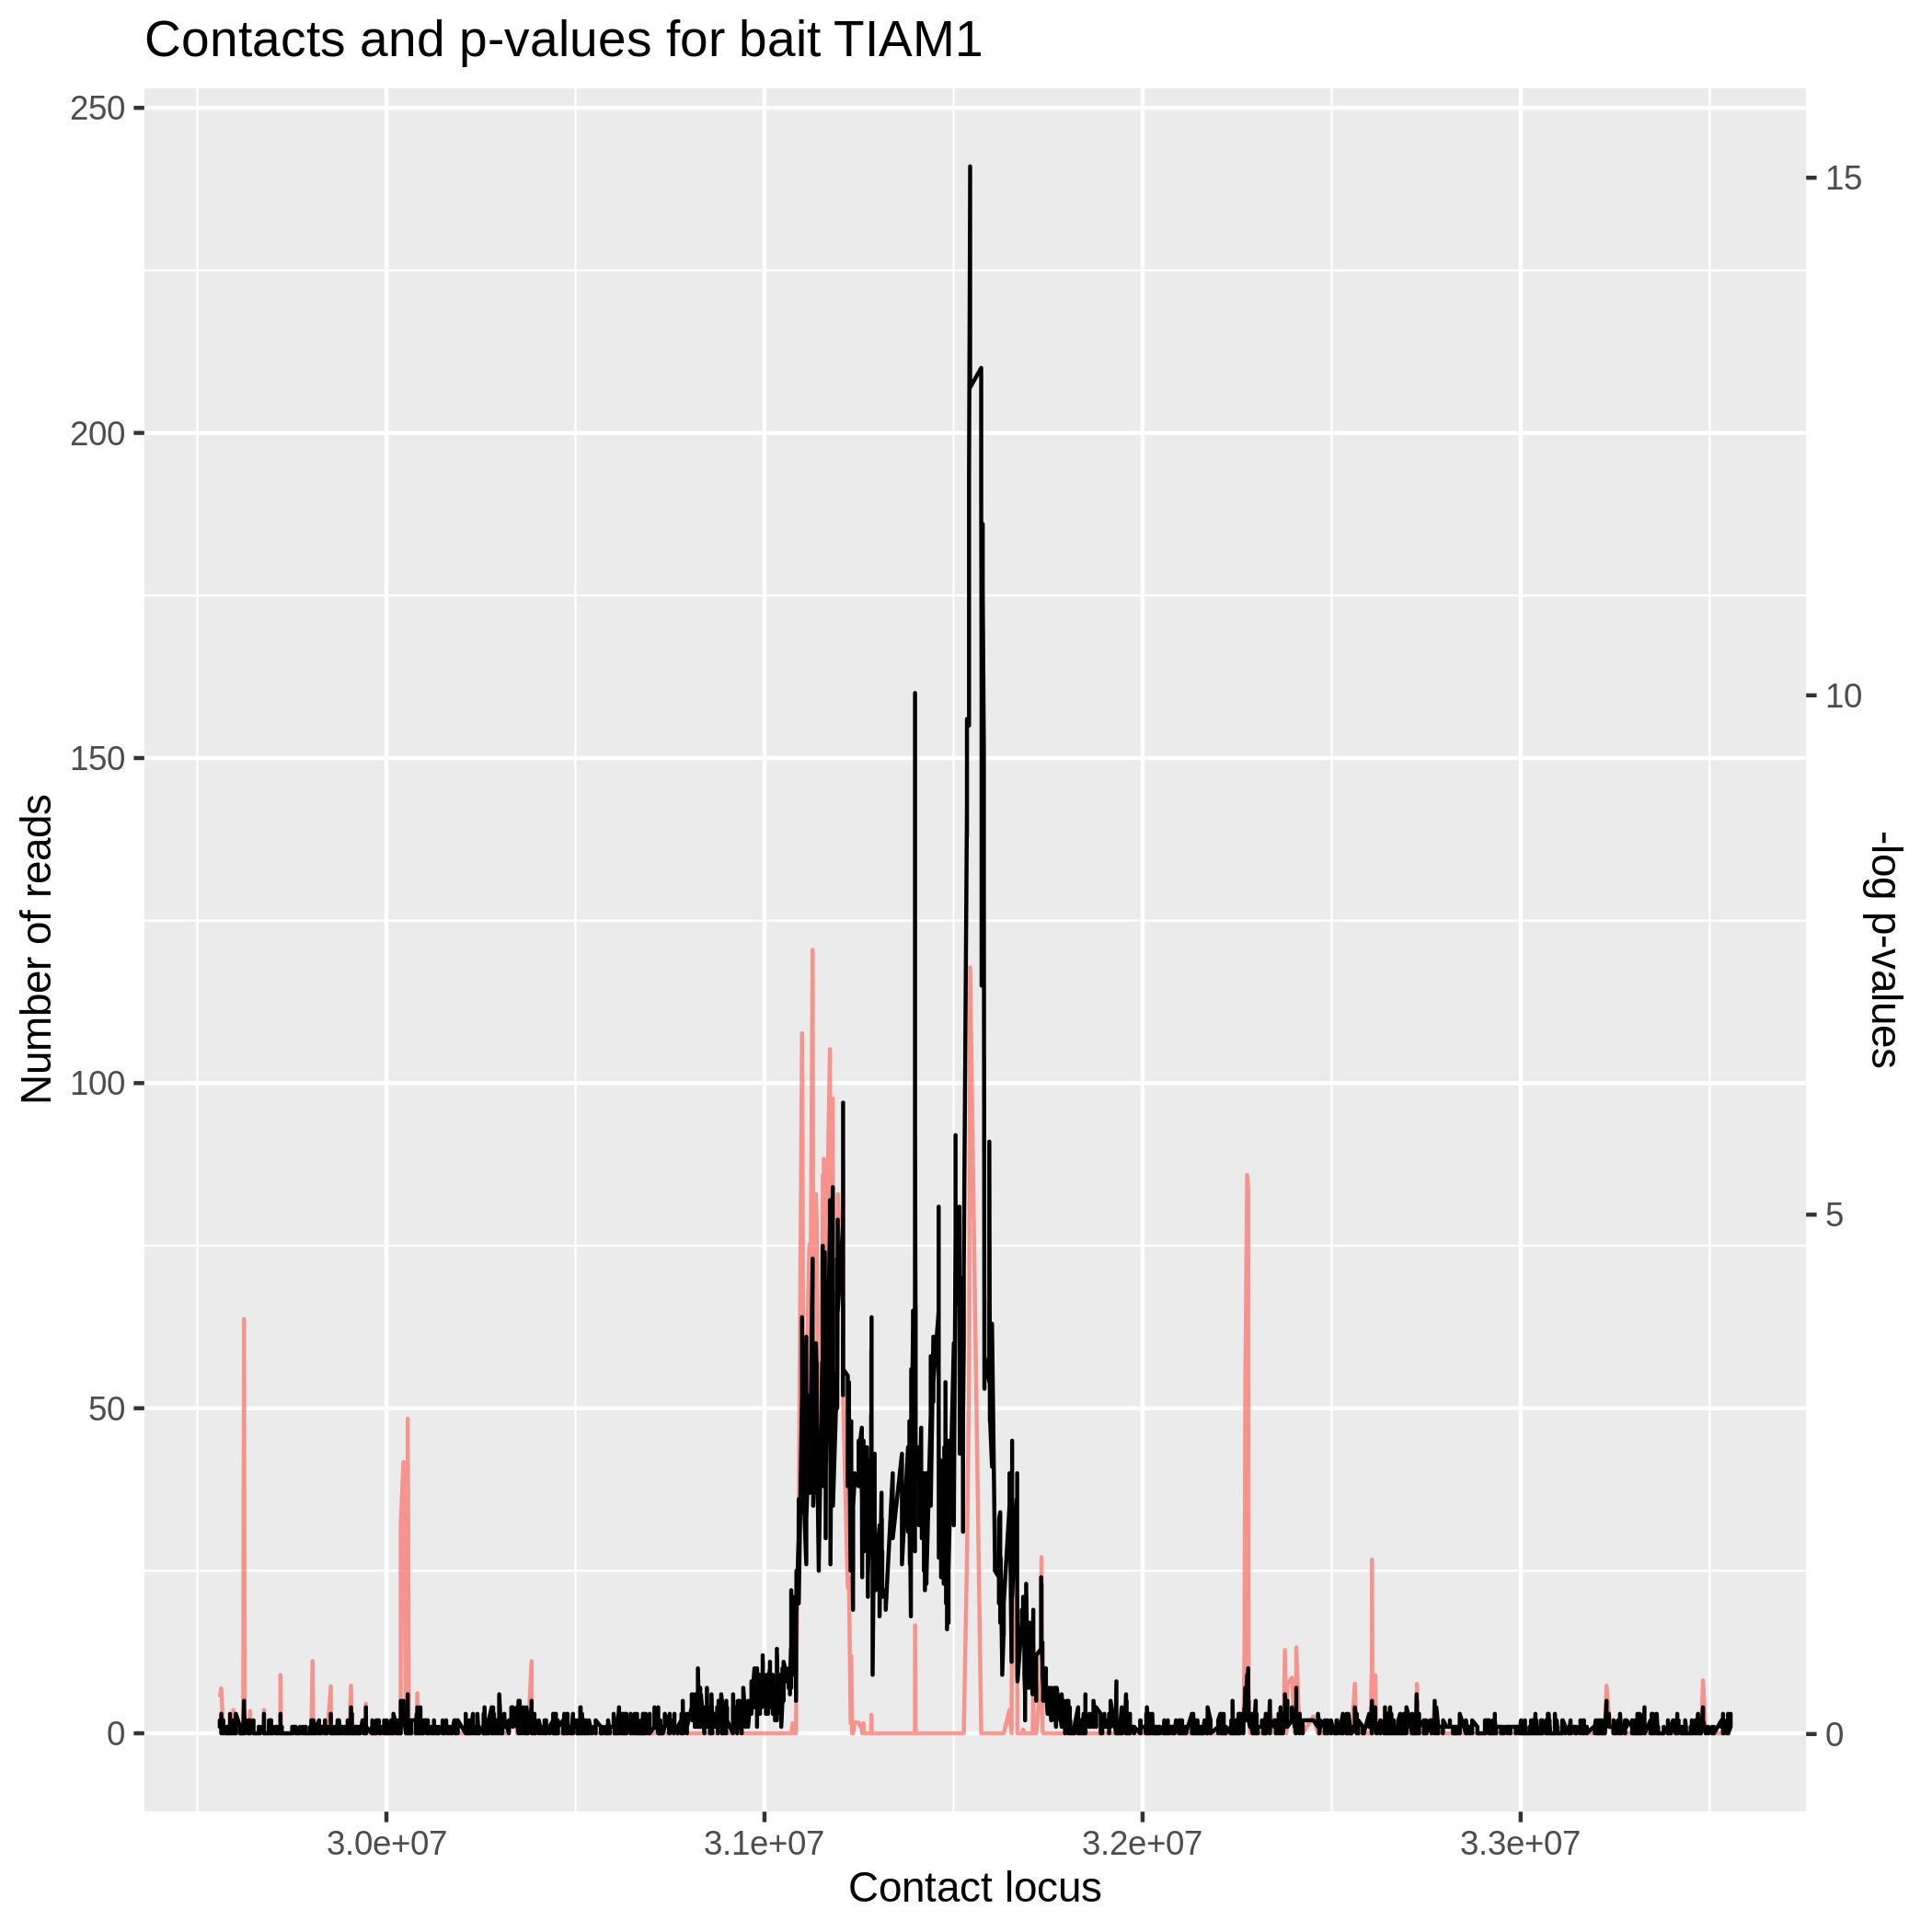 Contacts and p-values for bait TIAM1
250
200
150
100
50
0
Number of reads
15
10
5
0
-log p-values
3.0e+07
3.1e+07
3.2e+07
3.3e+07
Contact locus